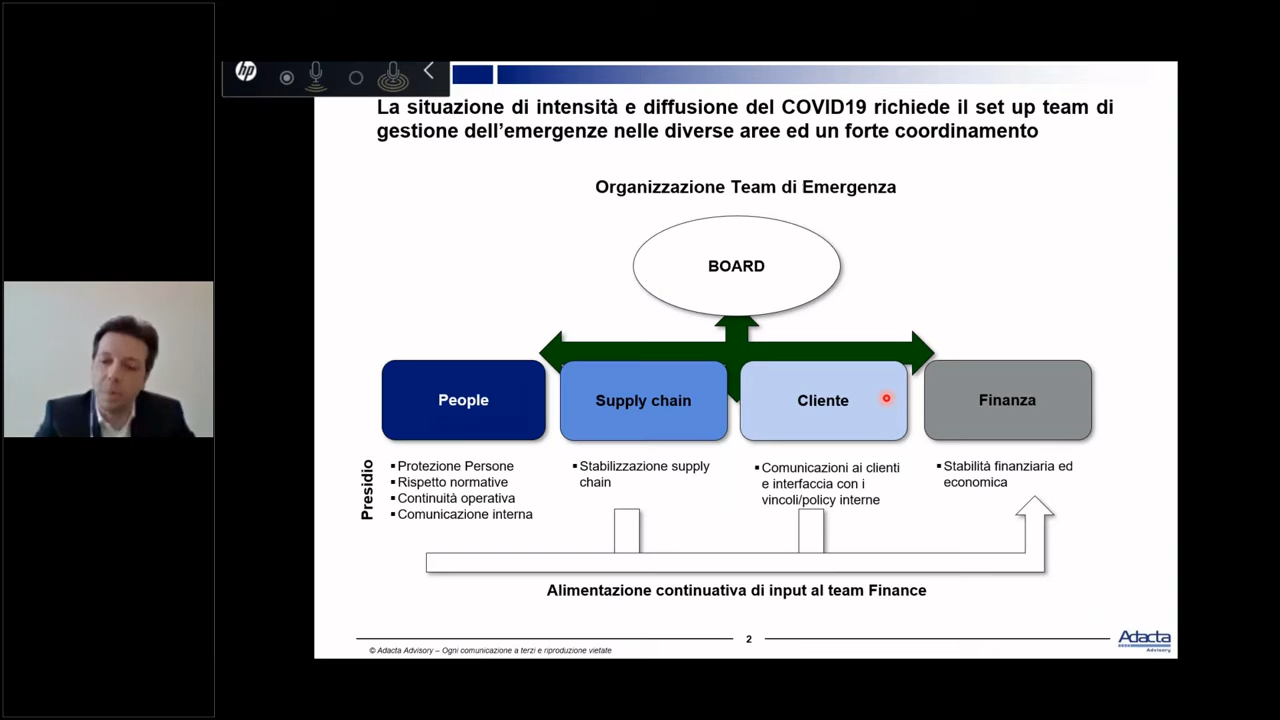 hp
La situazione di intensità e diffusione del COVID19 richiede il set up team di
gestione dell'emergenze nelle diverse aree ed un forte coordinamento
Organizzazione Team di Emergenza
BOARD
People
Supply chain
Cliente
Finanza
Presidio
▪Protezione Persone
▪Rispetto normative
▪Continuità operativa
▪Comunicazione interna
▪Stabilizzazione supply
chain
▪Comunicazioni ai clienti
e interfaccia con i
vincoli/policy interne
▪Stabilità finanziaria ed
economica
Alimentazione continuativa di input al team Finance
2
© Adacta Advisory – Ogni comunicazione a terzi e riproduzione vietate
Adacta
Advisory